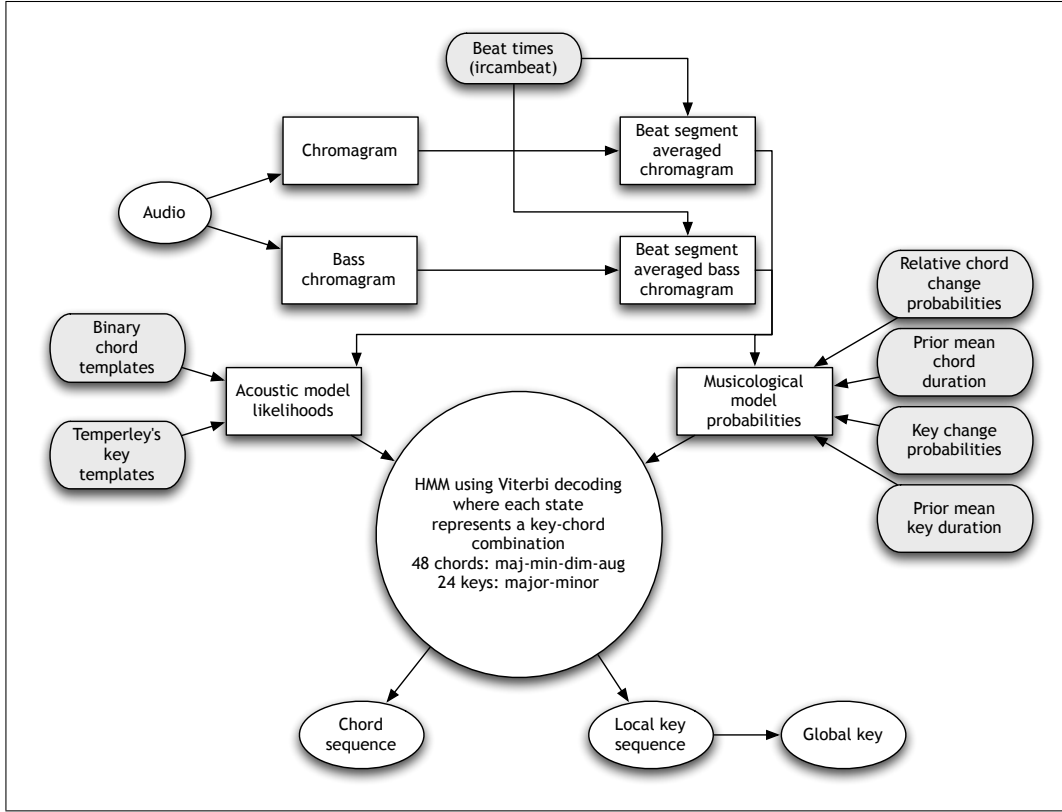 Beat times
(ircambeat)
Chromagram
Beat segment
averaged
chromagram
Audio
Bass
chromagram
Beat segment
averaged bass
chromagram
Relative chord
change
probabilities
Binary
chord
templates
Prior mean
chord
duration
Acoustic model
likelihoods
Musicological
model
probabilities
Temperley's
key
templates
Key change
probabilities
HMM using Viterbi decoding
where each state
represents a key-chord
combination
48 chords: maj-min-dim-aug
24 keys: major-minor
Prior mean
key duration
Chord
sequence
Local key
sequence
Global key